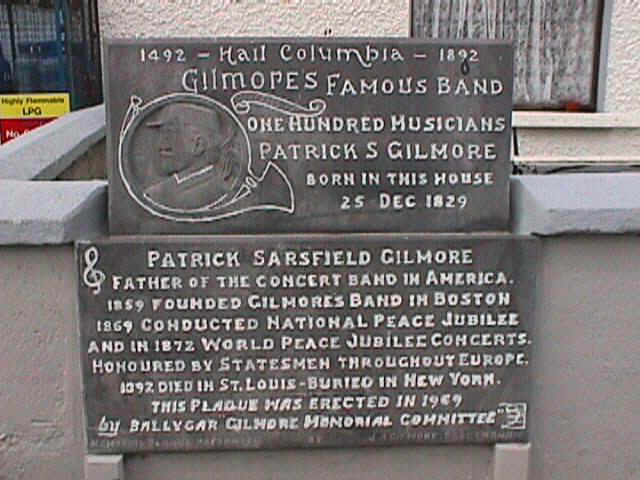 1492 - Hail Columbia - 1892
GILMORES FAMOUS BAND
ONE HUNDRED MUSICIANS
PATRICK S GILMORE
BORN IN THIS HOUSE
25 DEC 1829
PATRICK SARSFIELD GILMORE
FATHER OF THE CONCERT BAND IN AMERICA.
1859 FOUNDED GILMORES BAND IN BOSTON
1869 CONDUCTED NATIONAL PEACE JUBILEE
AND IN 1872 WORLD PEACE JUBILEE CONCERTS.
HONOURED BY STATESMEN THROUGHOUT EUROPE.
1892 DIED IN ST. LOUIS - BURIED IN NEW YORK.
THIS PLAQUE WAS ERECTED IN 1969
by BALLYGAR GILMORE MEMORIAL COMMITTEE
Highly Flammable
LPG